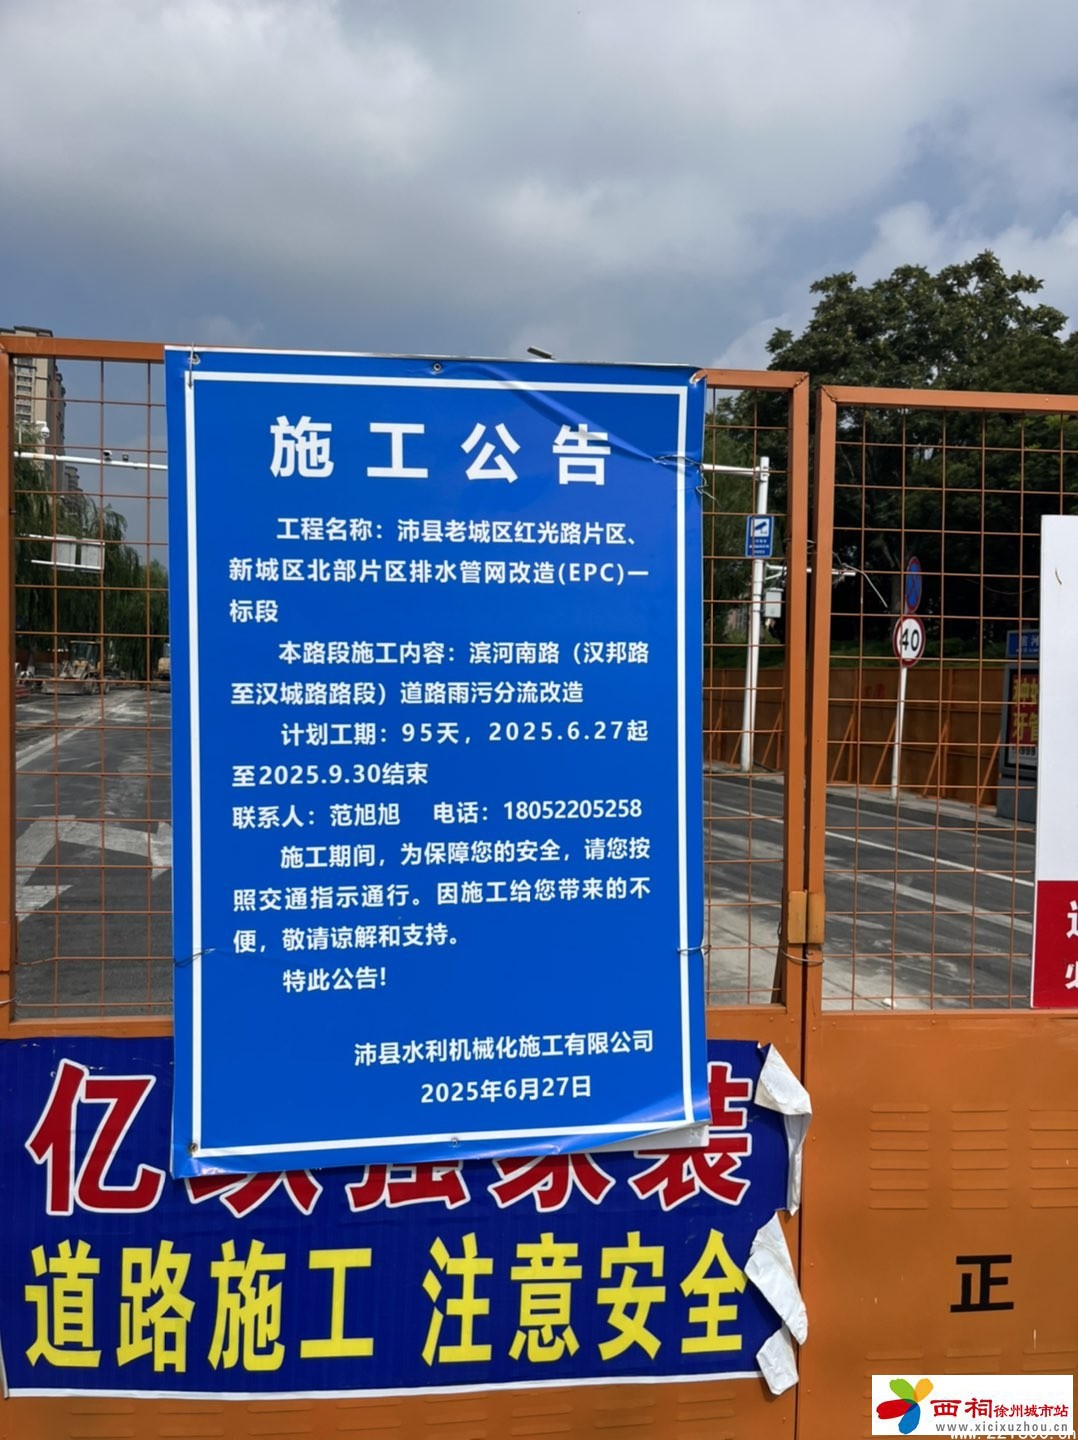 施工公告
工程名称：沛县老城区红光路片区、
新城区北部片区排水管网改造(EPC)一
标段
本路段施工内容：滨河南路（汉邦路
至汉城路路段）道路雨污分流改造
计划工期：95天，2025.6.27起
至2025.9.30结束
联系人：范旭旭 电话：18052205258
施工期间，为保障您的安全，请您按
照交通指示通行。因施工给您带来的不
便，敬请谅解和支持。
特此公告！
沛县水利机械化施工有限公司
2025年6月27日
40
道路施工 注意安全
正
西祠徐州城市站
www.xicixuzhou.cn